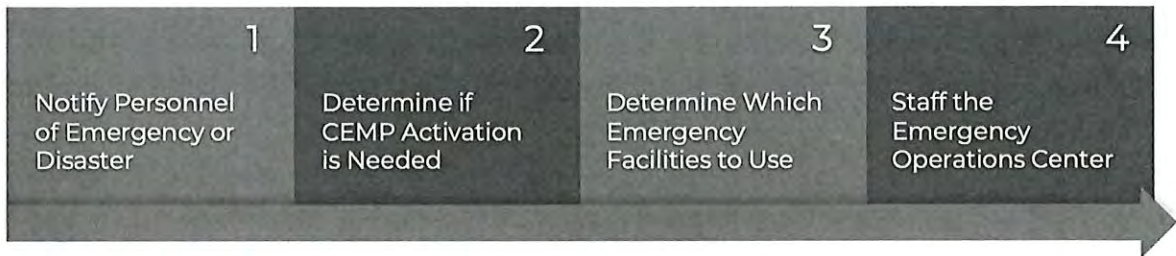 1
Notify Personnel
of Emergency or
Disaster
2
Determine if
CEMP Activation
is Needed
3
Determine Which
Emergency
Facilities to Use
4
Staff the
Emergency
Operations Center